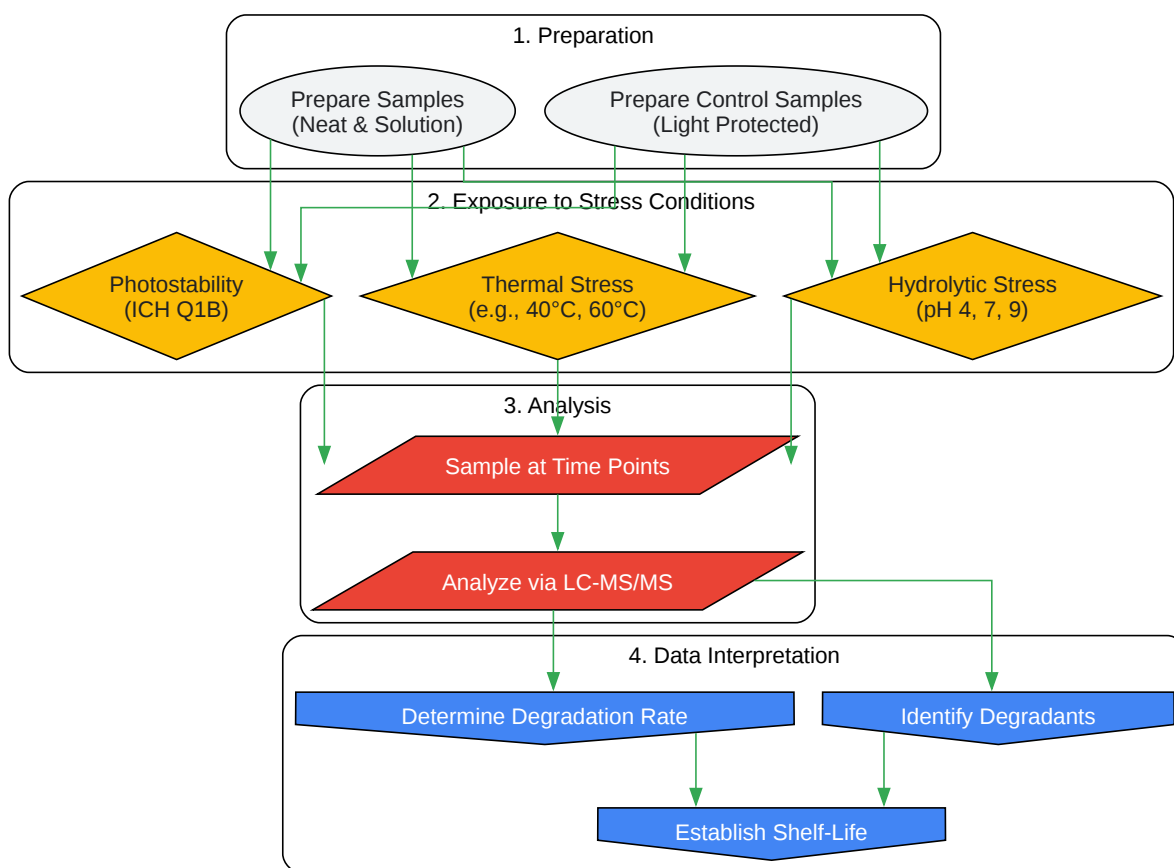 1. Preparation
Prepare Samples
(Neat & Solution)
Prepare Control Samples
(Light Protected)
2. Exposure to Stress Conditions
Photostability
(ICH Q1B)
Thermal Stress
(e.g., 40°C, 60°C)
Hydrolytic Stress
(pH 4, 7, 9)
3. Analysis
Sample at Time Points
Analyze via LC-MS/MS
4. Data Interpretation
Determine Degradation Rate
Identify Degradants
Establish Shelf-Life